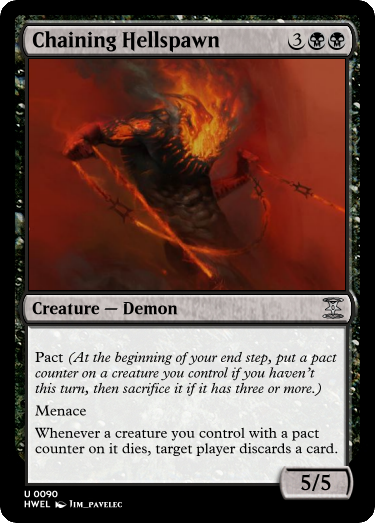 Chaining Hellspawn 3
Creature — Demon
Pact (At the beginning of your end step, put a pact
counter on a creature you control if you haven't
this turn, then sacrifice it if it has three or more.)
Menace
Whenever a creature you control with a pact
counter on it dies, target player discards a card.
5/5
U 0090
HWEL Jim_pavelec